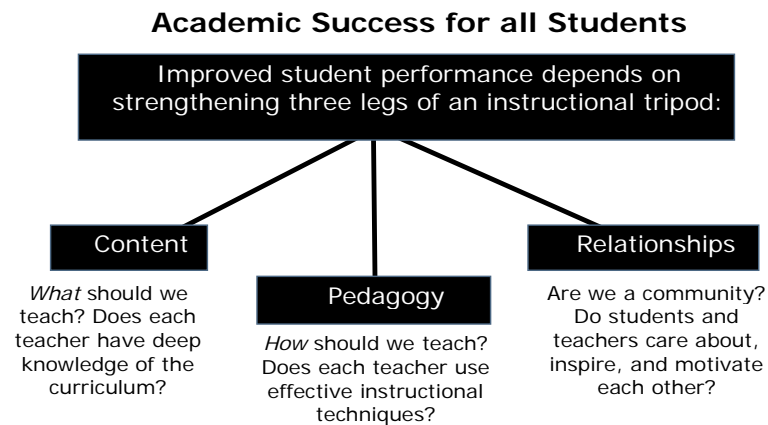 Academic Success for all Students
Improved student performance depends on
strengthening three legs of an instructional tripod:
Content
What should we
teach? Does each
teacher have deep
knowledge of the
curriculum?
Pedagogy
How should we teach?
Does each teacher use
effective instructional
techniques?
Relationships
Are we a community?
Do students and
teachers care about,
inspire, and motivate
each other?